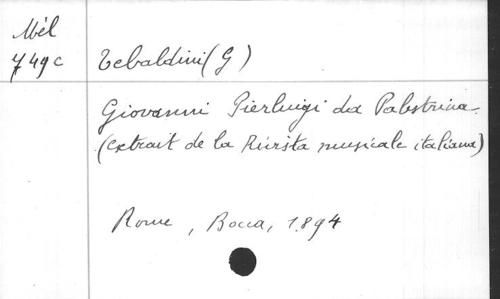 Mél
749c
Tebaldini (G)
Giovanni Pierluigi da Palestrina
(extrait de la Rivista musicale italiana)
Rome, Bocca, 1894